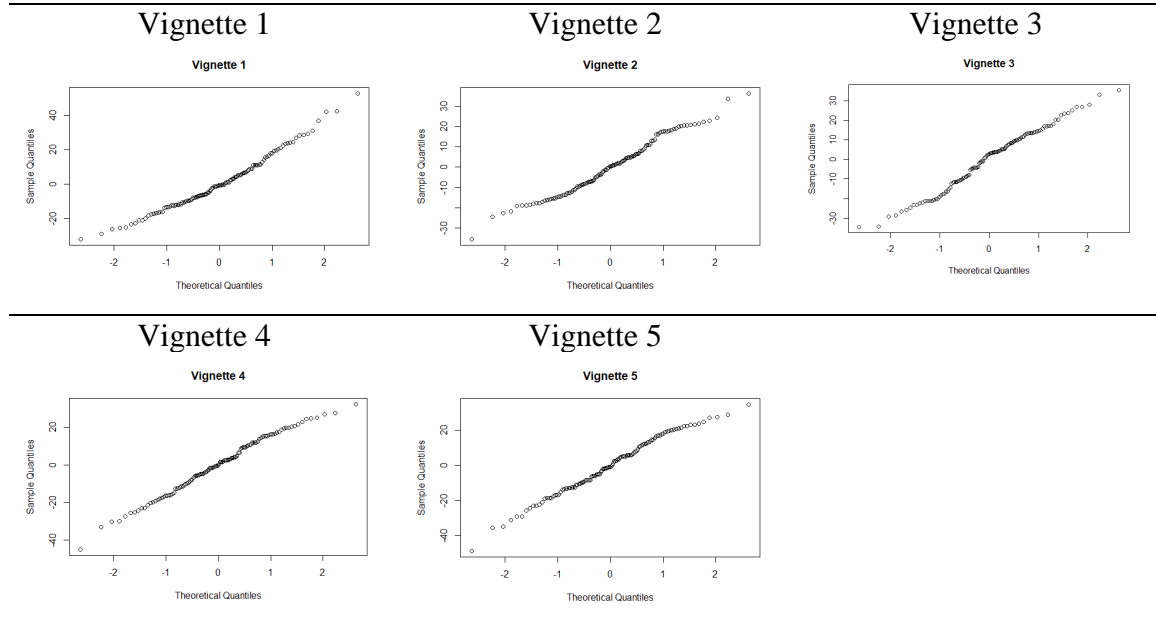 Vignette 1 Vignette 2 Vignette 3
Vignette 1
Sample Quantiles
-20 0 20 40
-2 -1 0 1 2
Theoretical Quantiles
Vignette 2
Sample Quantiles
-30 -10 0 10 20 30
-2 -1 0 1 2
Theoretical Quantiles
Vignette 3
Sample Quantiles
-30 -10 0 10 20 30
-2 -1 0 1 2
Theoretical Quantiles
Vignette 4 Vignette 5
Vignette 4
Sample Quantiles
-40 -20 0 20
-2 -1 0 1 2
Theoretical Quantiles
Vignette 5
Sample Quantiles
-40 -20 0 20
-2 -1 0 1 2
Theoretical Quantiles